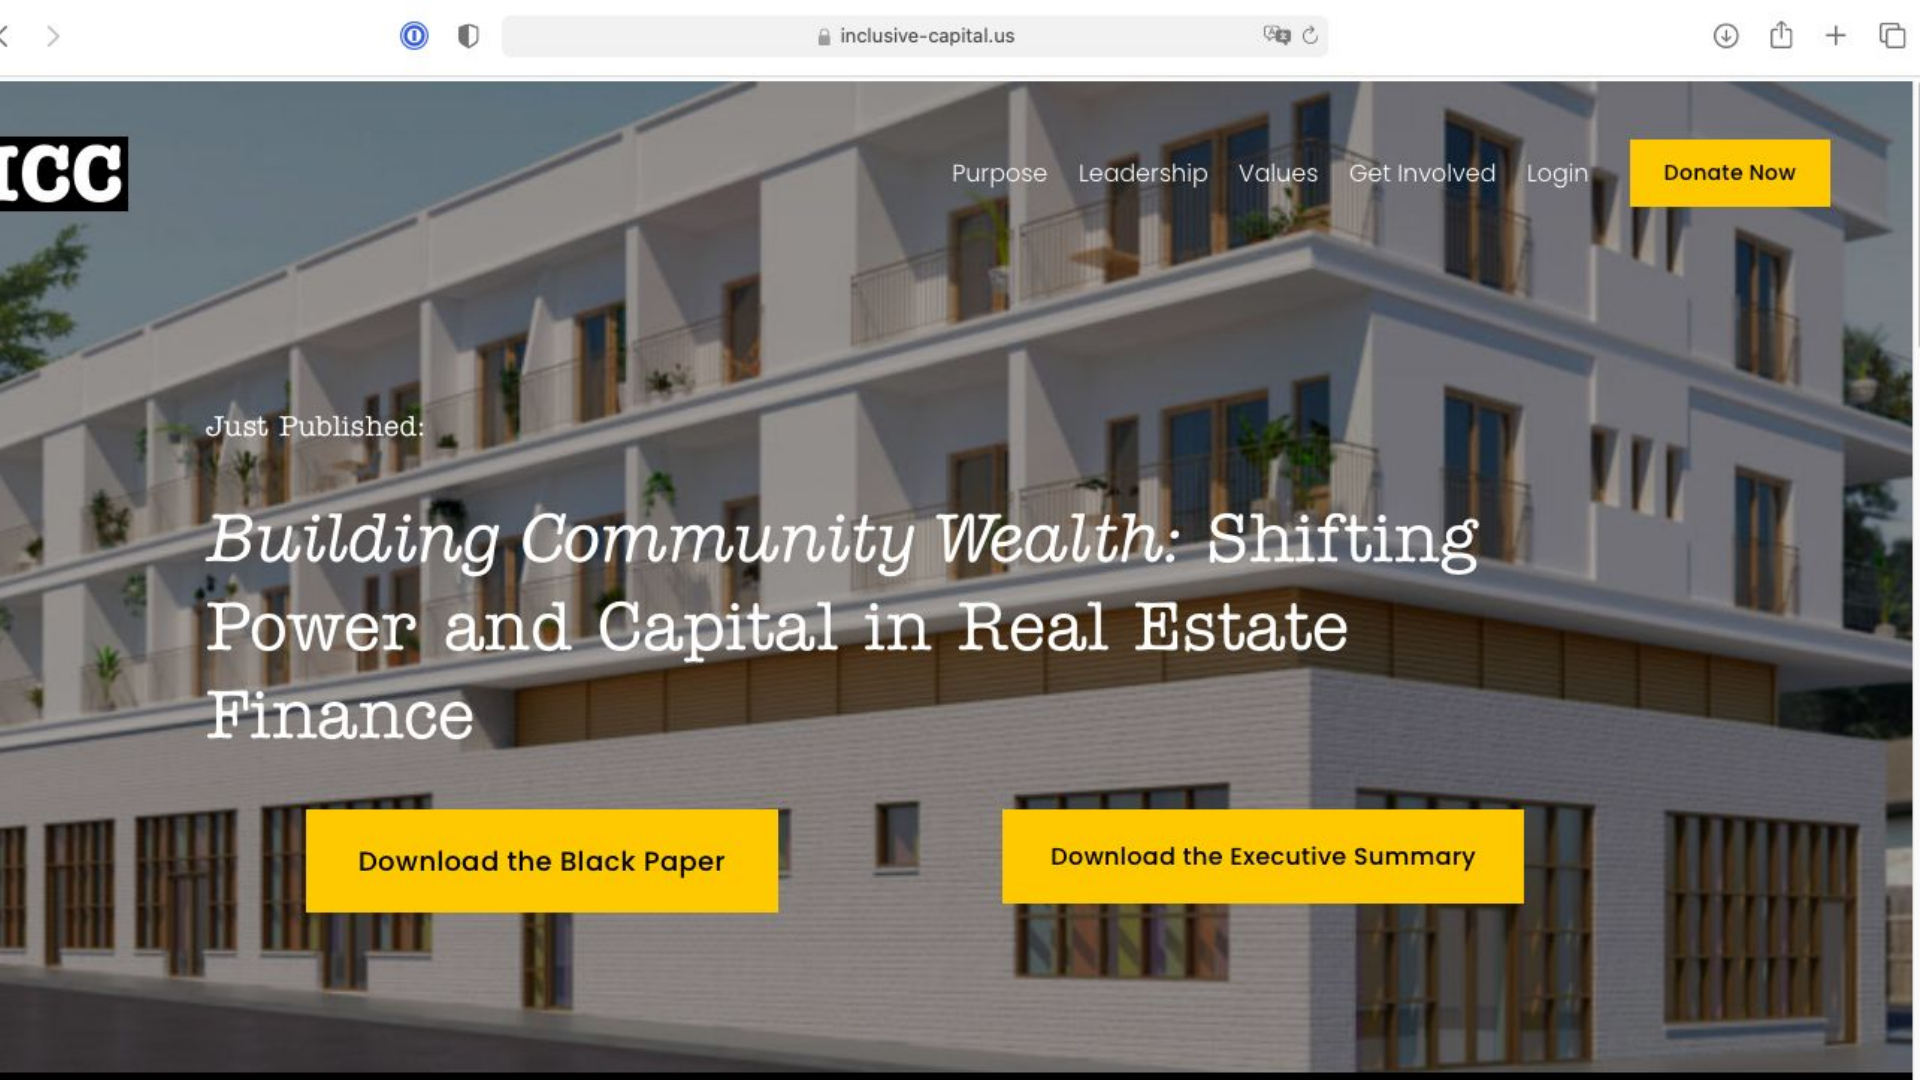 inclusive-capital.us
ICC
Purpose Leadership Values Get Involved Login Donate Now
Just Published:
Building Community Wealth: Shifting
Power and Capital in Real Estate
Finance
Download the Black Paper
Download the Executive Summary